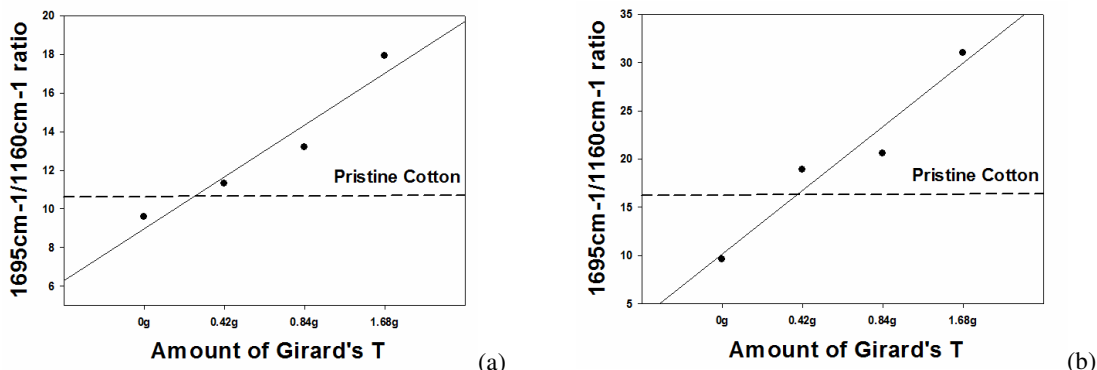 1695cm-1/1160cm-1 ratio
20
18
16
14
12
10
8
6
Pristine Cotton
0g 0.42g 0.84g 1.68g
Amount of Girard's T
(a)
1695cm-1/1160cm-1 ratio
35
30
25
20
15
10
5
Pristine Cotton
0g 0.42g 0.84g 1.68g
Amount of Girard's T
(b)